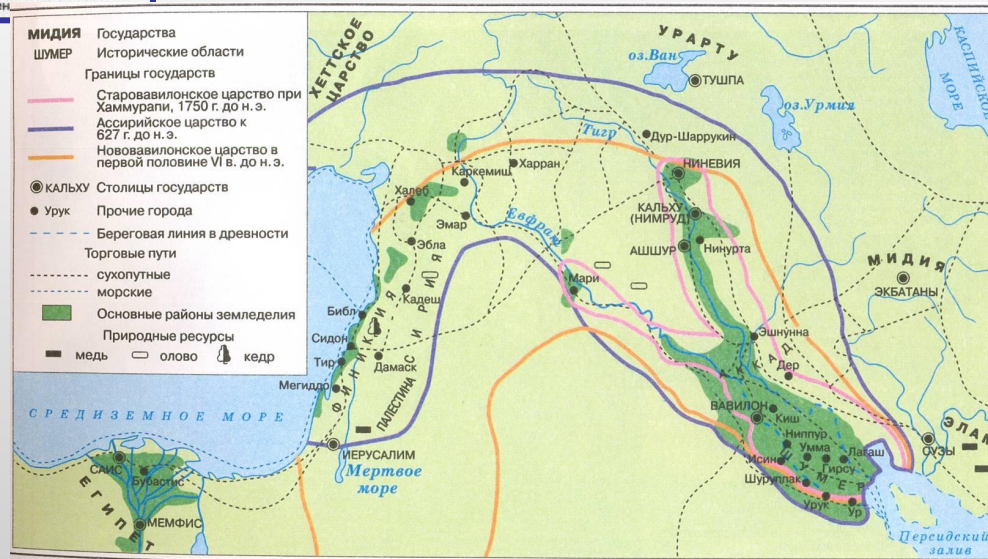 МИДИЯ Государства
ШУМЕР Исторические области
Границы государств
Старовавилонское царство при
Хаммурапи, 1750 г. до н. э.
Ассирийское царство к
627 г. до н. э.
Нововавилонское царство в
первой половине VI в. до н. э.
КАЛЬХУ Столицы государств
Урук Прочие города
Береговая линия в древности
Торговые пути
сухопутные
морские
Основные районы земледелия
Природные ресурсы
медь олово кедр
ХЕТТСКОЕ
ЦАРСТВО
УРАРТУ
оз.Ван
ТУШПА
КАСПИЙСКОЕ
МОРЕ
оз.Урмия
Тигр
Дур-Шаррукин
Харран
НИНЕВИЯ
Каркемиш
Халеб
КАЛЬХУ
(НИМРУД)
Эмар
Евфрат
Эбла
АШШУР
Нинурта
МИДИЯ
ЭКБАТАНЫ
Мари
СИРИЯ
Кадеш
Библ
ФИНИКИЯ
Сидон
Эшнунна
Тир
Дамаск
АККАД
Дер
Мегиддо
ПАЛЕСТИНА
СРЕДИЗЕМНОЕ МОРЕ
ВАВИЛОН
Киш
ЭЛАМ
ИЕРУСАЛИМ
Ниппур
СУЗЫ
Мертвое
море
Исин
Умма
Лагаш
Гирсу
ШУМЕР
САИС
Бубастис
Шуруппак
Урук
Ур
ЕГИПЕТ
МЕМФИС
Персидский
залив